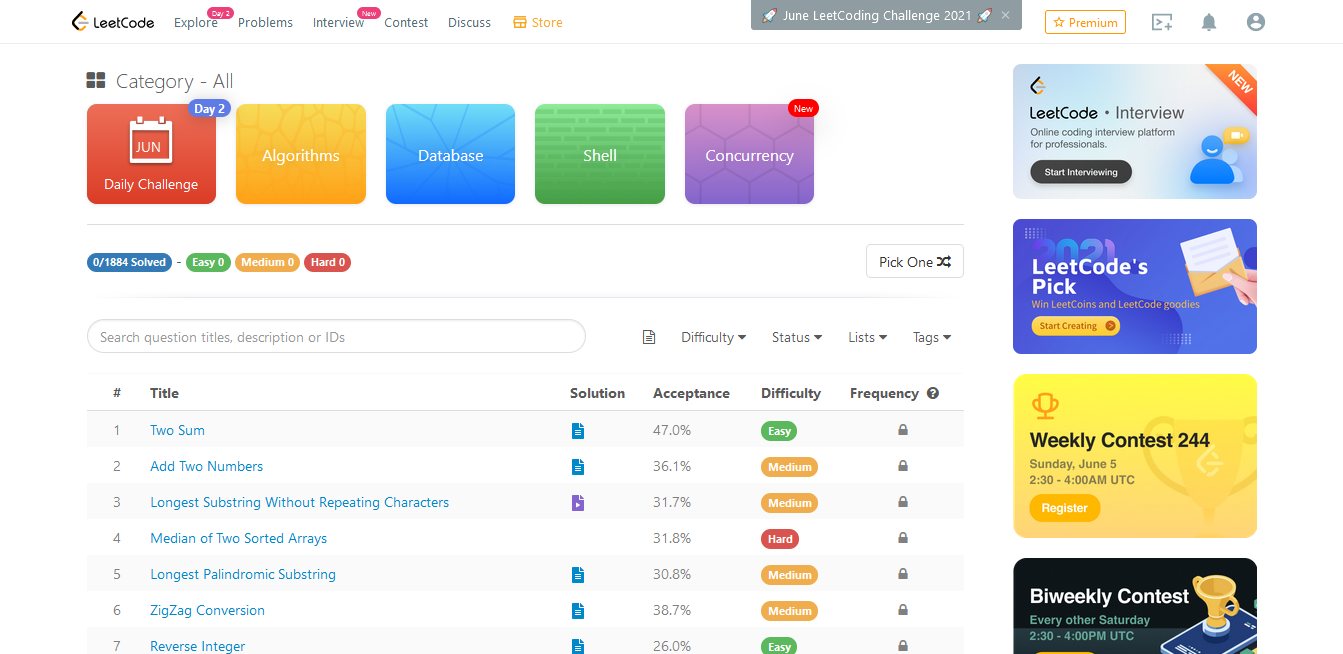 LeetCode Explore Day 2 Problems Interview New Contest Discuss Store
🚀 June LeetCoding Challenge 2021 🚀 ×
Premium
Category - All
JUN
Daily Challenge
Day 2
Algorithms
Database
Shell
Concurrency
New
0/1884 Solved - Easy 0 Medium 0 Hard 0
Pick One
Search question titles, description or IDs
Difficulty Status Lists Tags
# Title Solution Acceptance Difficulty Frequency ?
1 Two Sum 47.0% Easy
2 Add Two Numbers 36.1% Medium
3 Longest Substring Without Repeating Characters 31.7% Medium
4 Median of Two Sorted Arrays 31.8% Hard
5 Longest Palindromic Substring 30.8% Medium
6 ZigZag Conversion 38.7% Medium
7 Reverse Integer 26.0% Easy
NEW
LeetCode • Interview
Online coding interview platform
for professionals.
Start Interviewing
2021
LeetCode's
Pick
Win LeetCoins and LeetCode goodies
Start Creating
Weekly Contest 244
Sunday, June 5
2:30 - 4:00AM UTC
Register
Biweekly Contest
Every other Saturday
2:30 - 4:00PM UTC